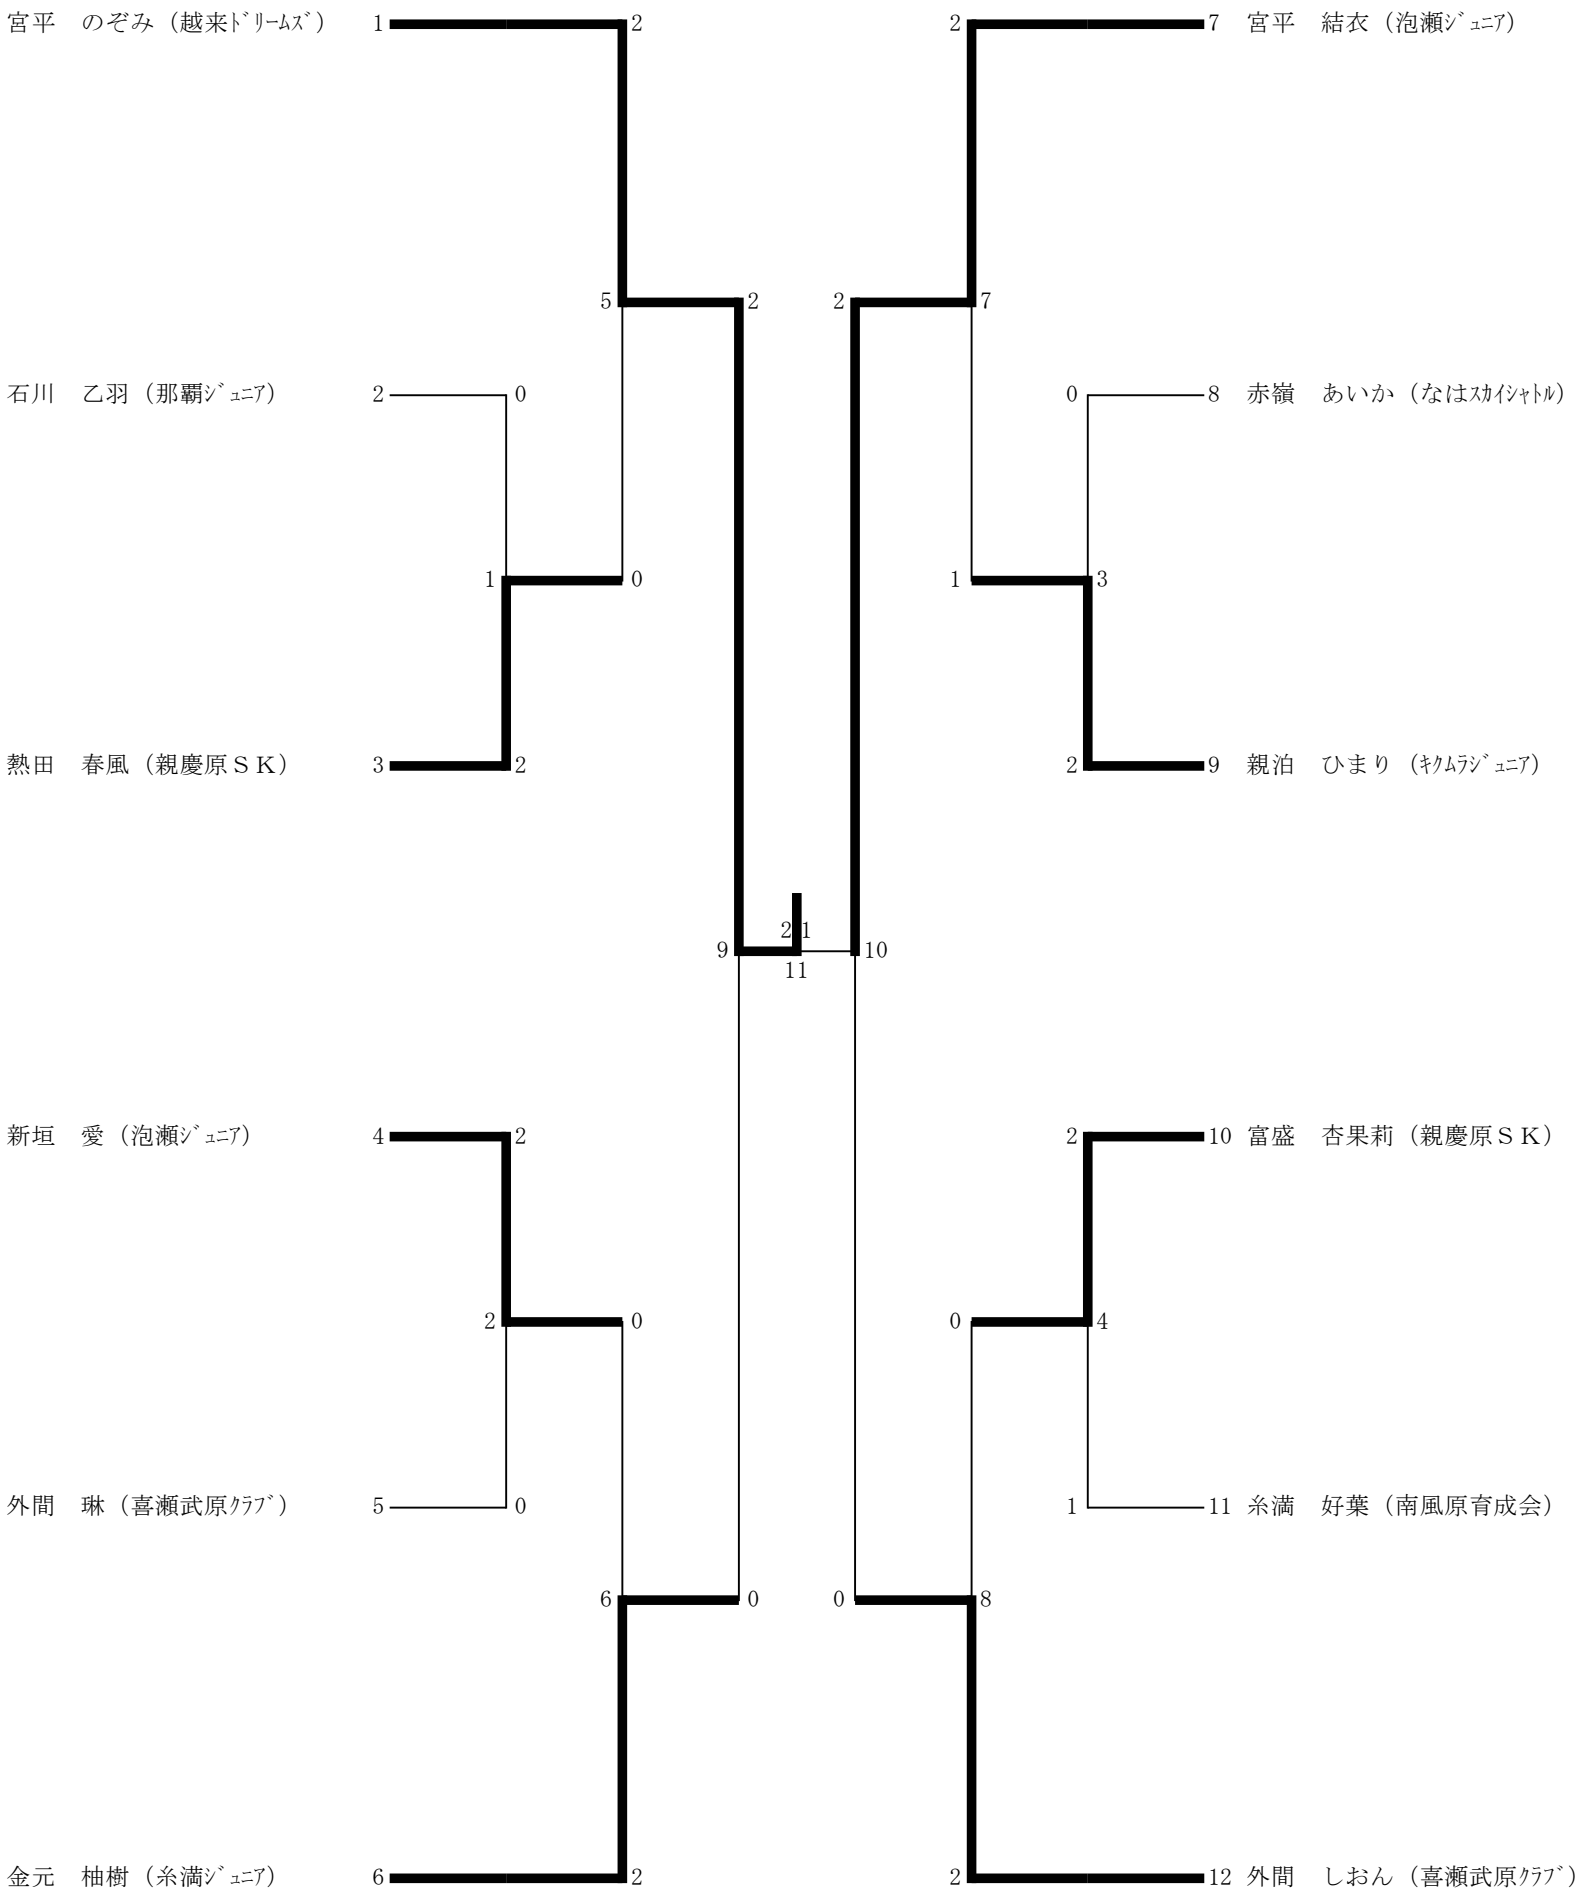 宮平　のぞみ（越来ﾄﾞﾘｰﾑｽﾞ） 1 2 2 7 宮平　結衣（泡瀬ｼﾞｭﾆｱ）
5 2 2 7
石川　乙羽（那覇ｼﾞｭﾆｱ） 2 0 0 8 赤嶺　あいか（なはｽｶｲｼｬﾄﾙ）
1 0 1 3
熱田　春風（親慶原ＳＫ） 3 2 2 9 親泊　ひまり（ｷｸﾑﾗｼﾞｭﾆｱ）
2 1
9 10
11
新垣　愛（泡瀬ｼﾞｭﾆｱ） 4 2 2 10 富盛　杏果莉（親慶原ＳＫ）
2 0 0 4
外間　琳（喜瀬武原ｸﾗﾌﾞ） 5 0 1 11 糸満　好葉（南風原育成会）
6 0 0 8
金元　柚樹（糸満ｼﾞｭﾆｱ） 6 2 2 12 外間　しおん（喜瀬武原ｸﾗﾌﾞ）